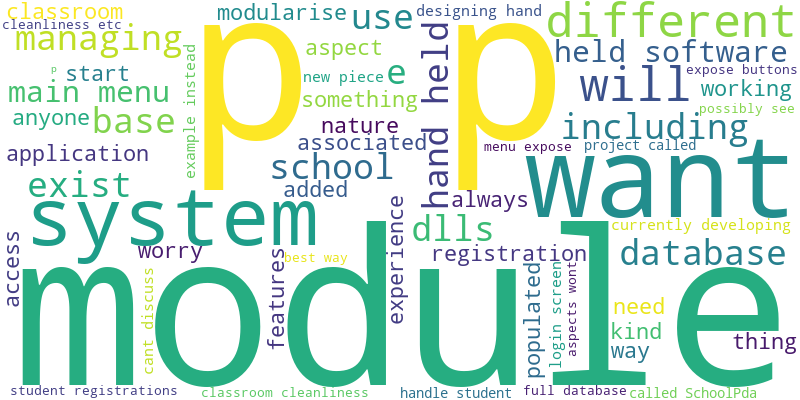 classroom
cleanliness etc
managing
modularise
use
designing hand
different
p
p
aspect
held software
start
p
new piece
e
expose buttons
main menu
something
will
working
example instead
hand held
possibly see
anyone
base
nature
including
menu expose
project called
associated
application
school
want
exist
added
always
system
dlls
currently developing
worry
registration
database
access
best way
features
experience
cant discuss
module
populated
login screen
aspects wont
need
kind
way
thing
student registrations
classroom cleanliness
handle student
full database
called SchoolPda